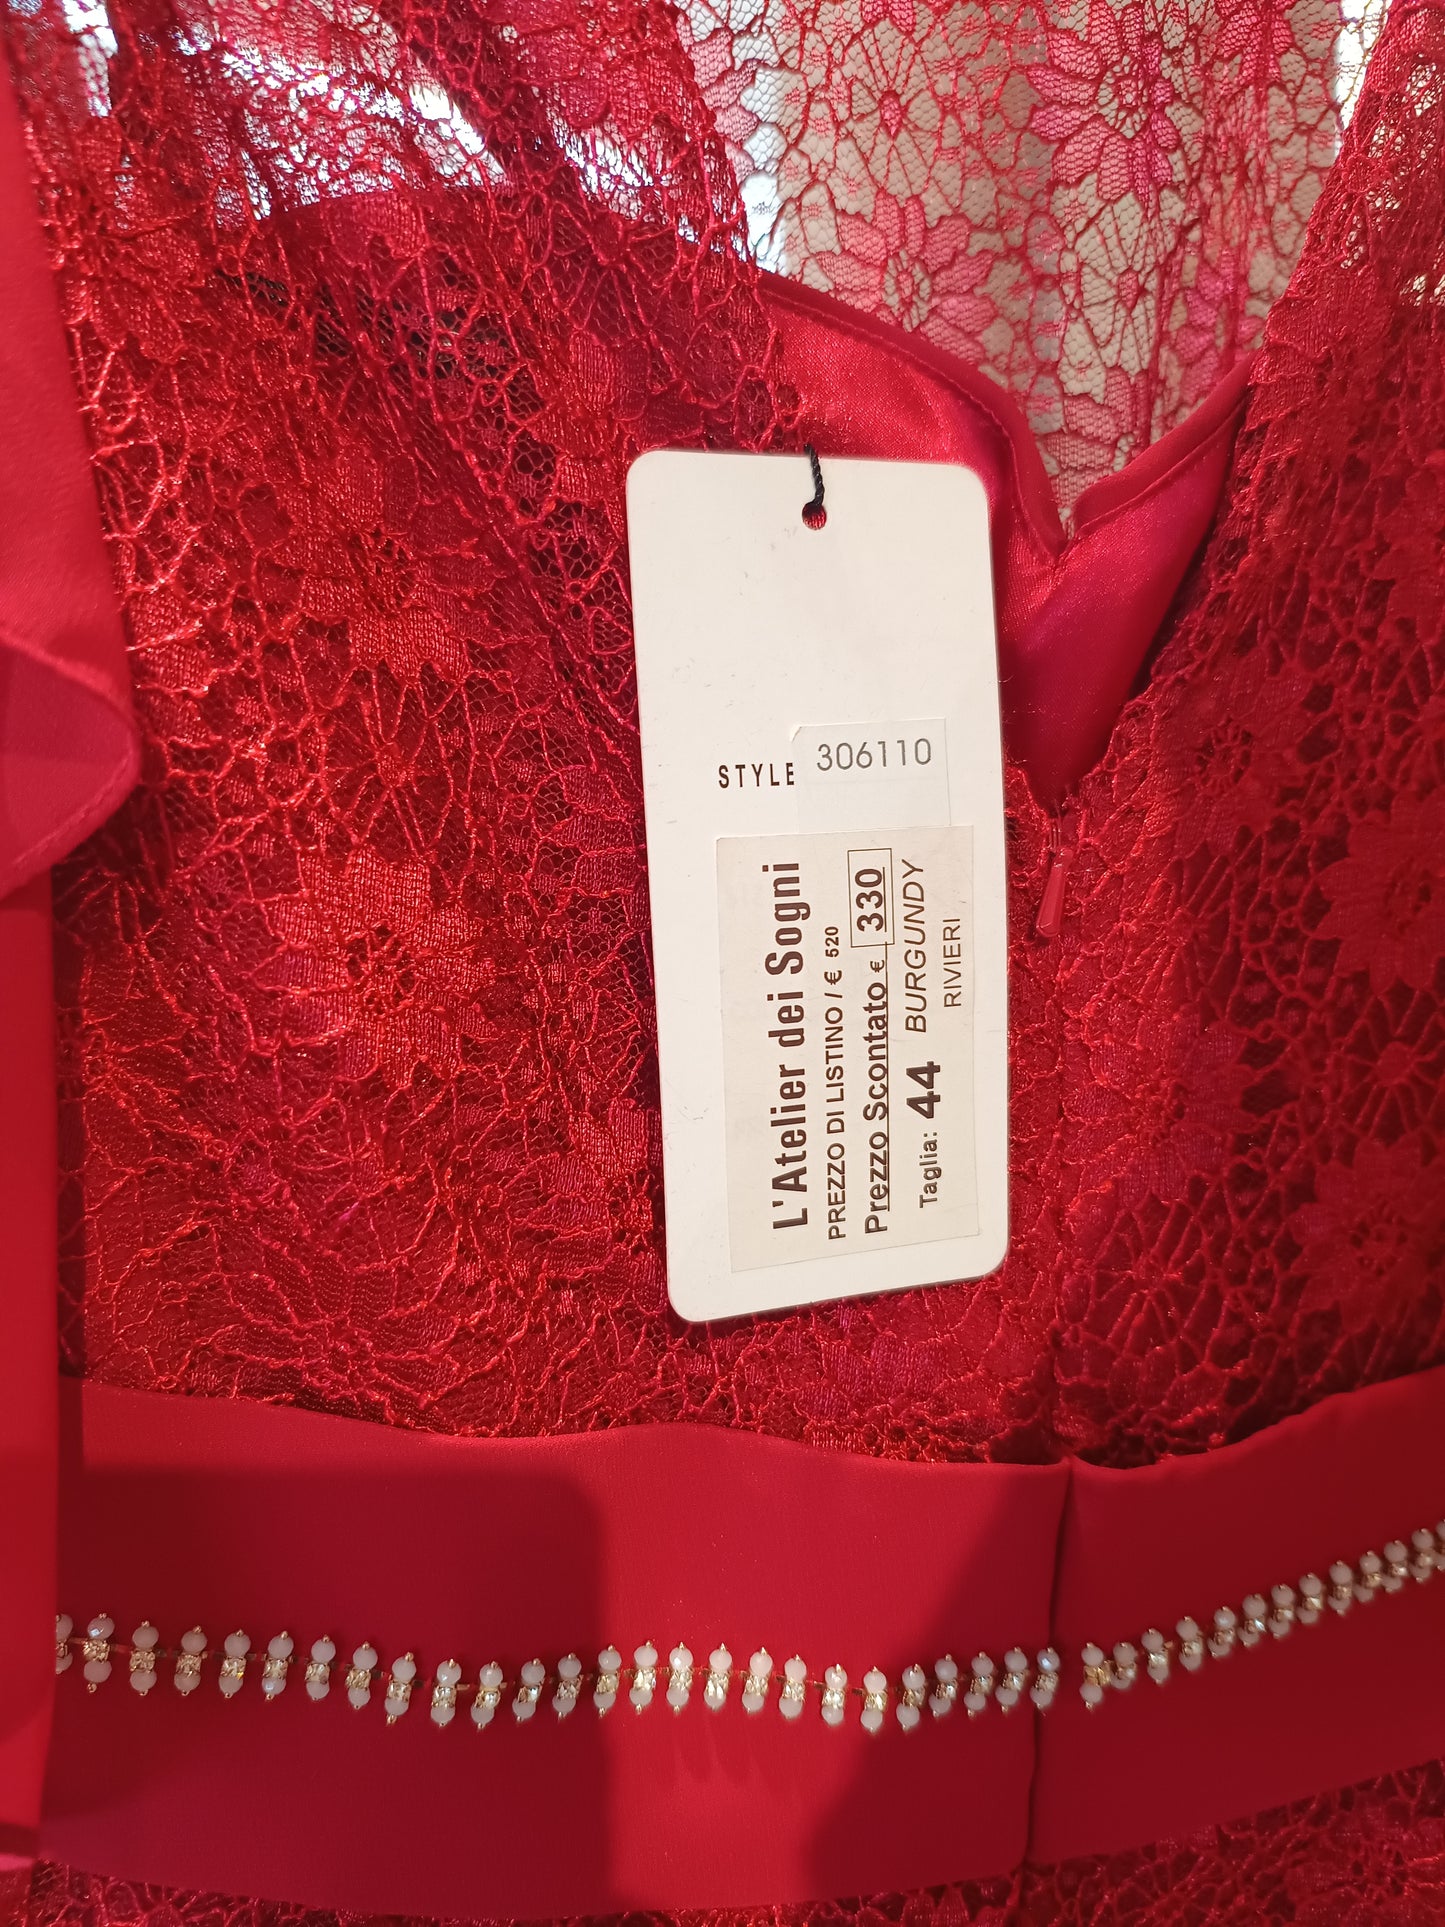 STYLE 306110
L'Atelier dei Sogni
PREZZO DI LISTINO / € 520
Prezzo Scontato € 330
Taglia: 44 BURGUNDY
RIVIERI